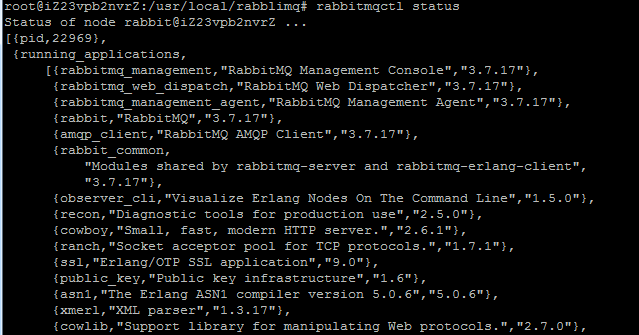 root@iZ23vpb2nvrZ:/usr/local/rabblimq# rabbitmqctl status
Status of node rabbit@iZ23vpb2nvrZ ...
[{pid,22969},
 {running_applications,
     [{rabbitmq_management,"RabbitMQ Management Console","3.7.17"},
      {rabbitmq_web_dispatch,"RabbitMQ Web Dispatcher","3.7.17"},
      {rabbitmq_management_agent,"RabbitMQ Management Agent","3.7.17"},
      {rabbit,"RabbitMQ","3.7.17"},
      {amqp_client,"RabbitMQ AMQP Client","3.7.17"},
      {rabbit_common,
          "Modules shared by rabbitmq-server and rabbitmq-erlang-client",
          "3.7.17"},
      {observer_cli,"Visualize Erlang Nodes On The Command Line","1.5.0"},
      {recon,"Diagnostic tools for production use","2.5.0"},
      {cowboy,"Small, fast, modern HTTP server.","2.6.1"},
      {ranch,"Socket acceptor pool for TCP protocols.","1.7.1"},
      {ssl,"Erlang/OTP SSL application","9.0"},
      {public_key,"Public key infrastructure","1.6"},
      {asn1,"The Erlang ASN1 compiler version 5.0.6","5.0.6"},
      {xmerl,"XML parser","1.3.17"},
      {cowlib,"Support library for manipulating Web protocols.","2.7.0"},